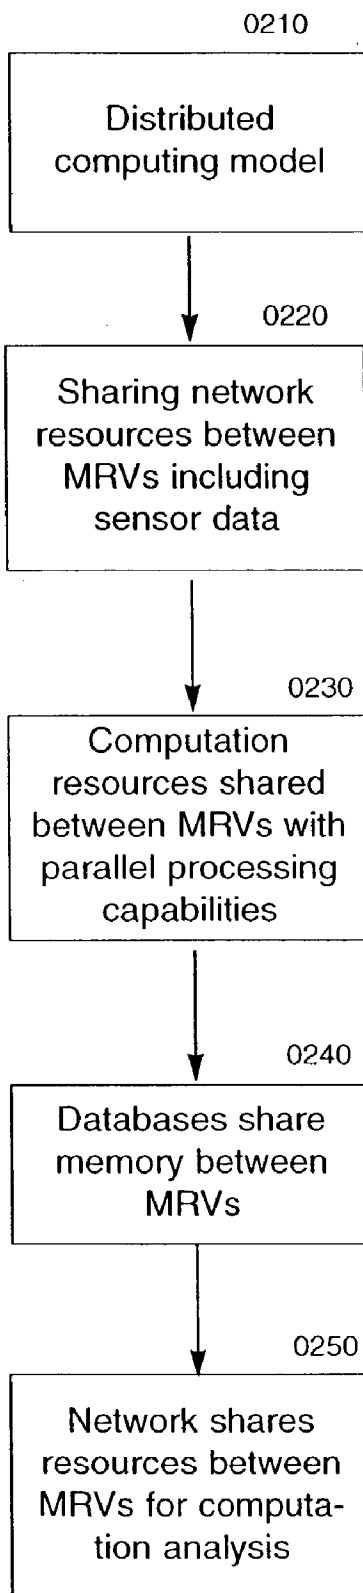 0210
Distributed
computing model
0220
Sharing network
resources between
MRVs including
sensor data
0230
Computation
resources shared
between MRVs with
parallel processing
capabilities
0240
Databases share
memory between
MRVs
0250
Network shares
resources between
MRVs for computa-
tion analysis